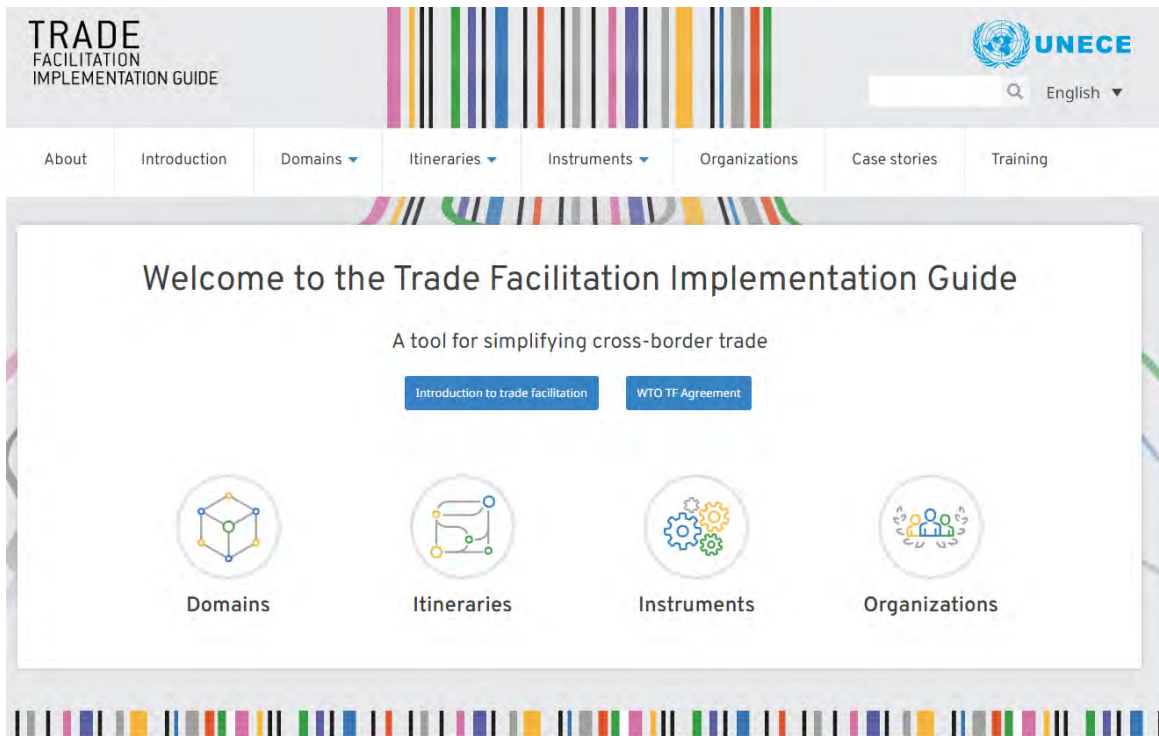 TRADE
FACILITATION
IMPLEMENTATION GUIDE
UNECE
English
About
Introduction
Domains
Itineraries
Instruments
Organizations
Case stories
Training
Welcome to the Trade Facilitation Implementation Guide
A tool for simplifying cross-border trade
Introduction to trade facilitation
WTO TF Agreement
Domains
Itineraries
Instruments
Organizations